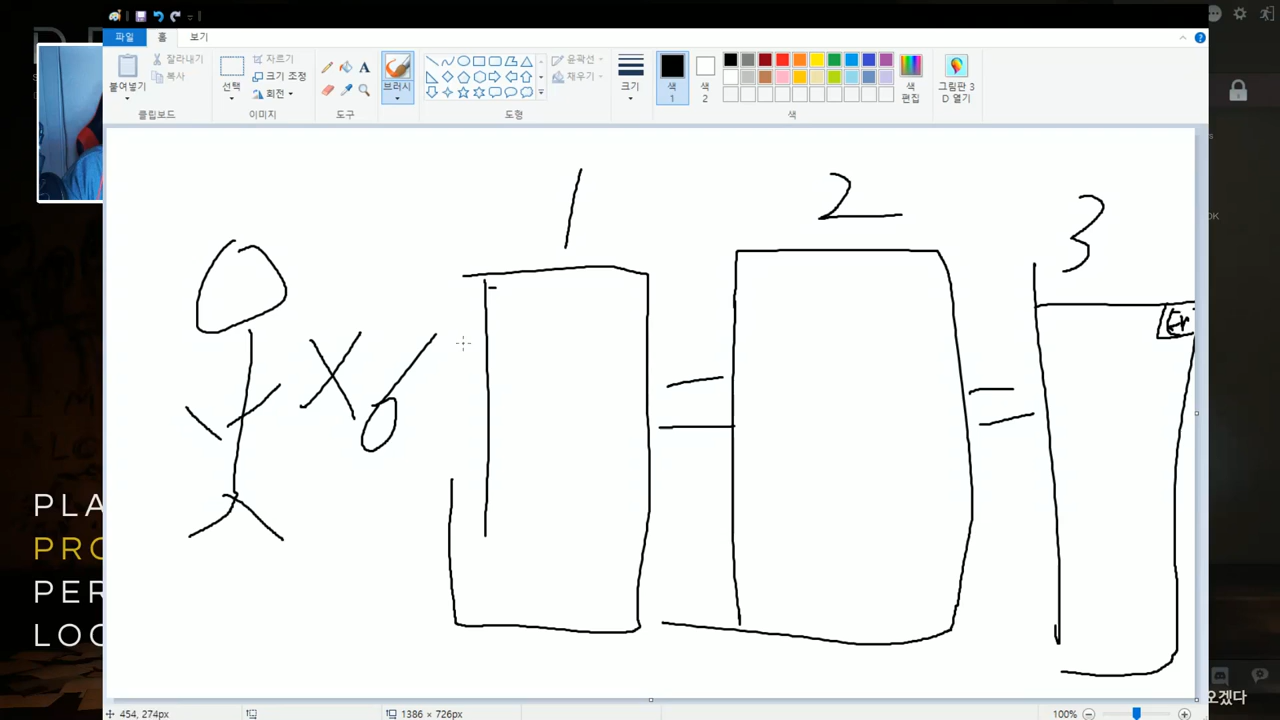 파일
홈
보기
붙여넣기
잘라내기
복사
클립보드
선택
자르기
크기 조정
회전
이미지
A
도구
브러시
윤곽선
채우기
도형
크기
색
1
색
2
색
편집
색
그림판 3
D 열기
1
2
3
X
PLA
PRO
PER
LOC
OK
오겠다
454, 274px
1386 × 726px
100%